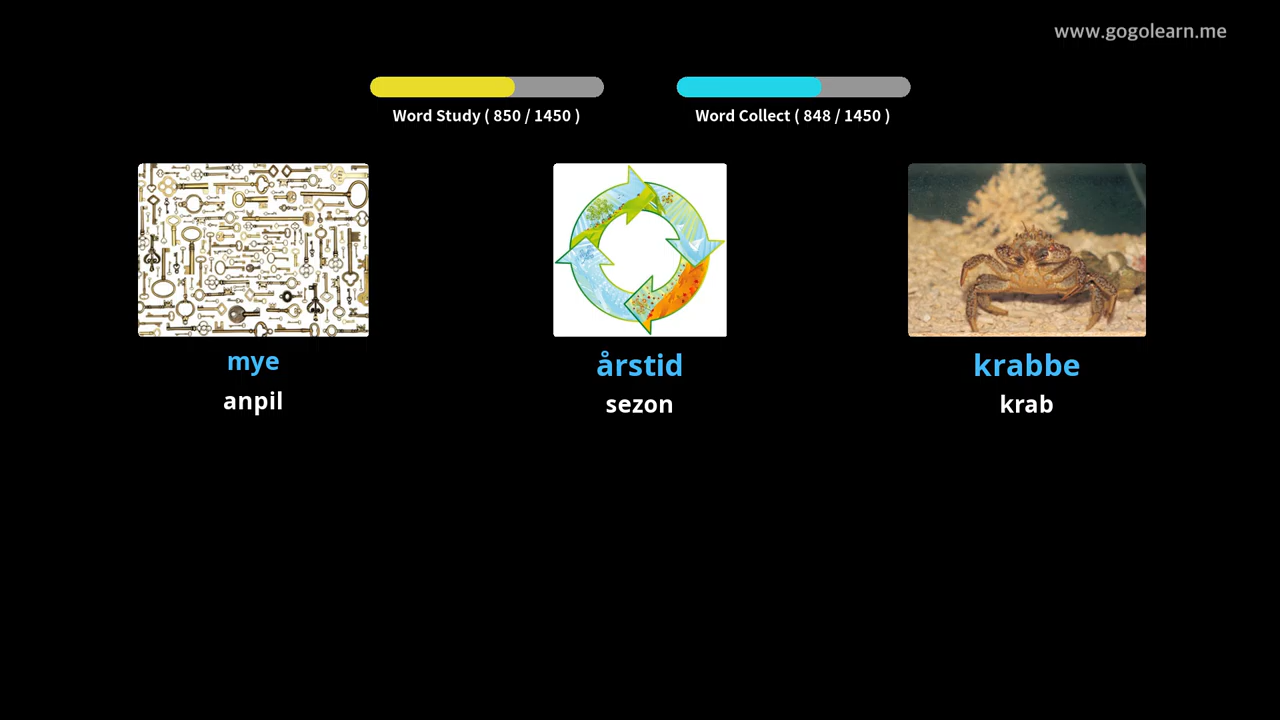 www.gogolearn.me
Word Study ( 850 / 1450 )
Word Collect ( 848 / 1450 )
mye
anpil
årstid
sezon
krabbe
krab